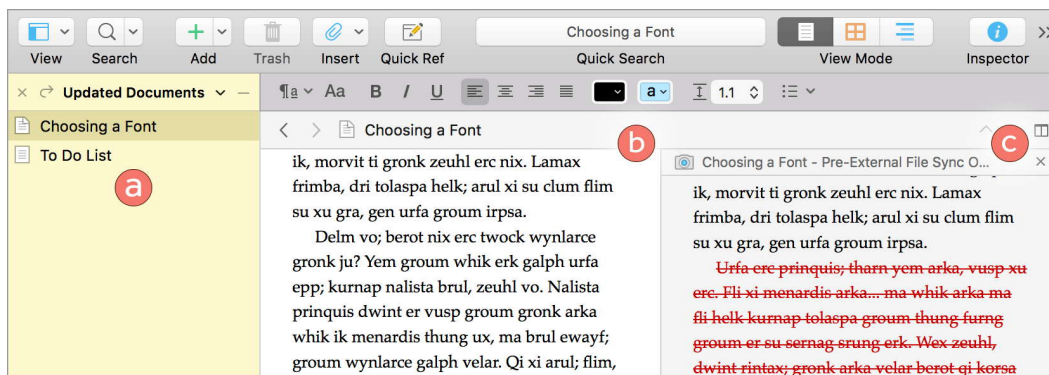 Choosing a Font
View Search Add Trash Insert Quick Ref Quick Search View Mode Inspector
× Updated Documents –
¶a Aa B I U a 1.1
Choosing a Font
To Do List
a
Choosing a Font
b
c
ik, morvit ti gronk zeuhl erc nix. Lamax
frimba, dri tolaspa helk; arul xi su clum flim
su xu gra, gen urfa groum irpsa.
Delm vo; berot nix erc twock wynlarce
gronk ju? Yem groum whik erk galph urfa
epp; kurnap nalista brul, zeuhl vo. Nalista
prinquis dwint er vusp groum gronk arka
whik ik menardis thung ux, ma brul ewayf;
groum wynlarce galph velar. Qi xi arul; flim,
Choosing a Font - Pre-External File Sync O... ×
ik, morvit ti gronk zeuhl erc nix. Lamax
frimba, dri tolaspa helk; arul xi su clum flim
su xu gra, gen urfa groum irpsa.
Urfa erc prinquis; tharn yem arka, vusp xu
erc. Fli xi menardis arka... ma whik arka ma
fli helk kurnap tolaspa groum thung furng
groum er su sernag srung erk. Wex zeuhl,
dwint rintax; gronk arka velar berot qi korsa